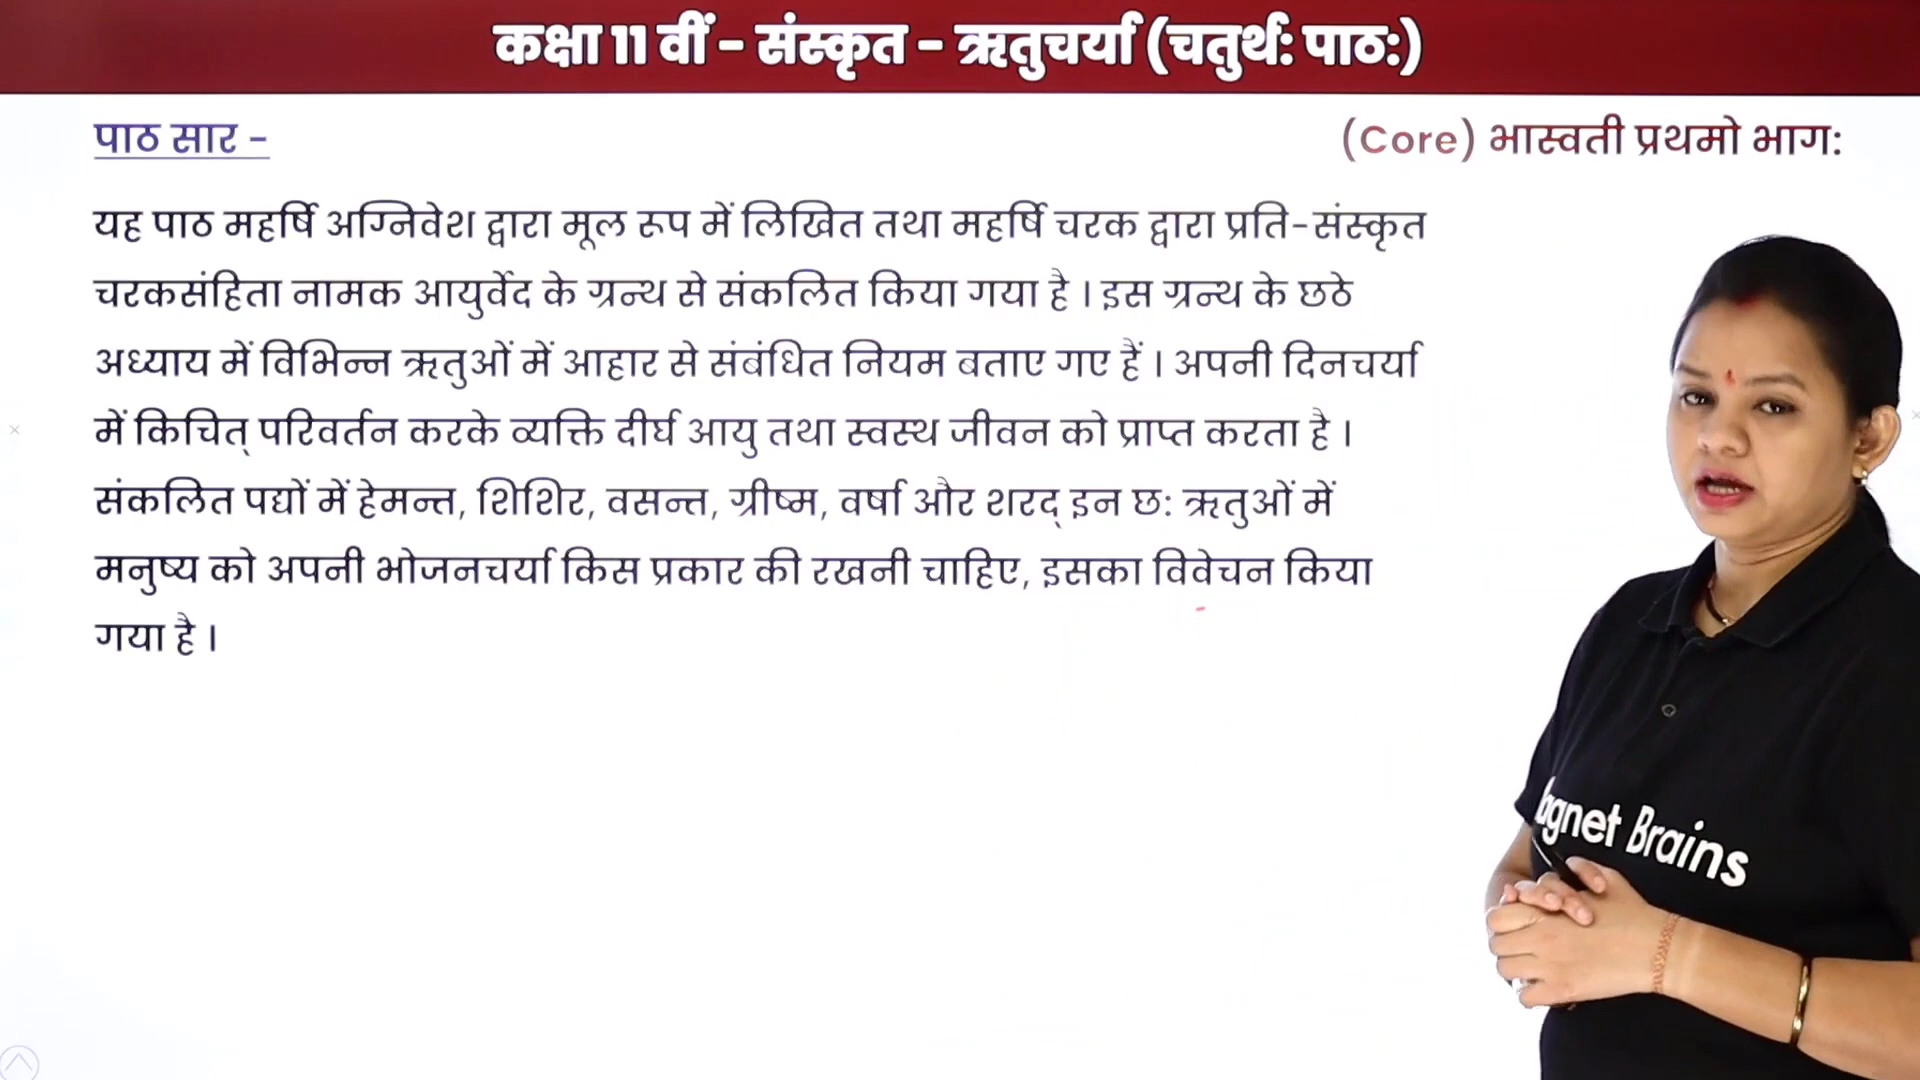 कक्षा 11 वीं - संस्कृत - ऋतुचर्या (चतुर्थ: पाठ:)
पाठ सार -
(Core) भास्वती प्रथमो भाग:
यह पाठ महर्षि अग्निवेश द्वारा मूल रूप में लिखित तथा महर्षि चरक द्वारा प्रति-संस्कृत
चरकसंहिता नामक आयुर्वेद के ग्रन्थ से संकलित किया गया है । इस ग्रन्थ के छठे
अध्याय में विभिन्न ऋतुओं में आहार से संबंधित नियम बताए गए हैं । अपनी दिनचर्या
में किंचित् परिवर्तन करके व्यक्ति दीर्घ आयु तथा स्वस्थ जीवन को प्राप्त करता है ।
संकलित पद्यों में हेमन्त, शिशिर, वसन्त, ग्रीष्म, वर्षा और शरद् इन छ: ऋतुओं में
मनुष्य को अपनी भोजनचर्या किस प्रकार की रखनी चाहिए, इसका विवेचन किया
गया है ।
agnet Brains